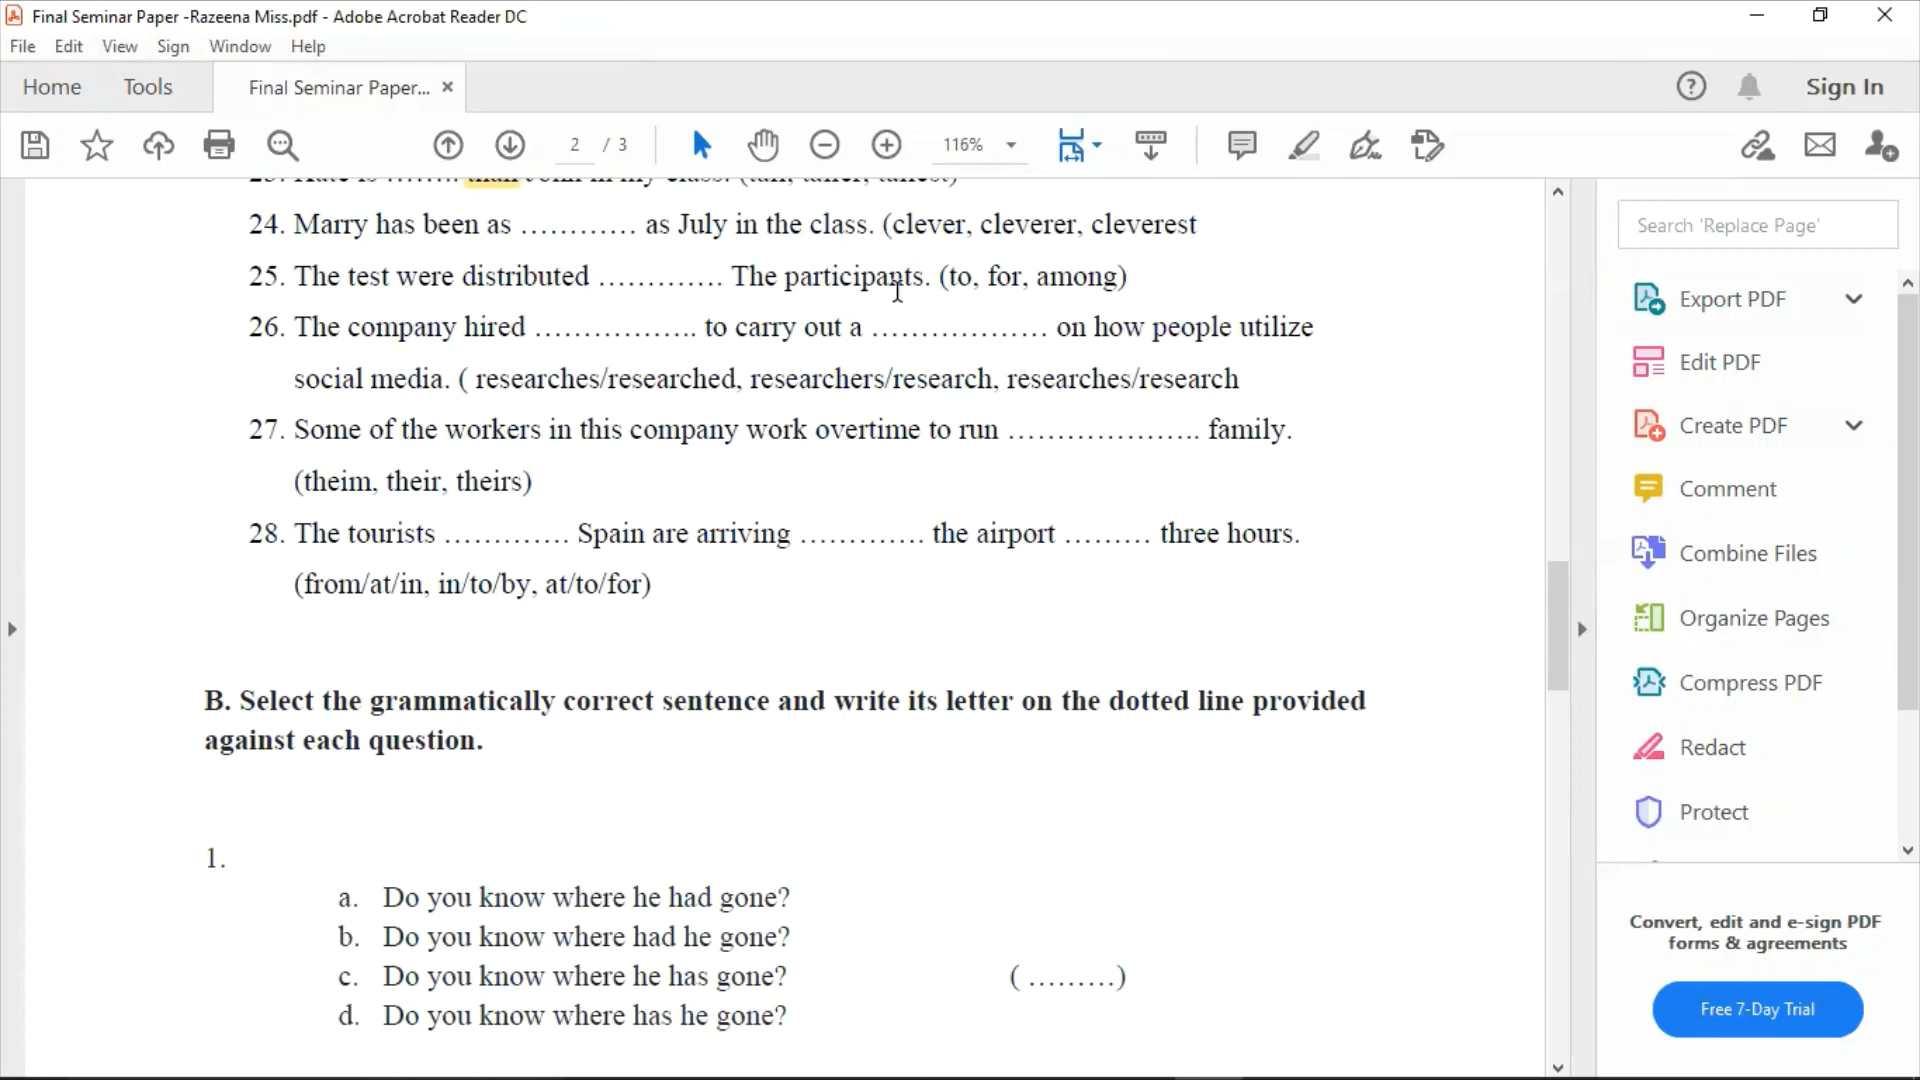 Final Seminar Paper -Razeena Miss.pdf - Adobe Acrobat Reader DC
File Edit View Sign Window Help
Home Tools Final Seminar Paper... × Sign In
2 / 3 116%
24. Marry has been as ………… as July in the class. (clever, cleverer, cleverest
25. The test were distributed …………. The participants. (to, for, among)
26. The company hired …………….. to carry out a ………………. on how people utilize
social media. ( researches/researched, researchers/research, researches/research
27. Some of the workers in this company work overtime to run ………………….. family.
(theim, their, theirs)
28. The tourists …………. Spain are arriving …………. the airport ……… three hours.
(from/at/in, in/to/by, at/to/for)
B. Select the grammatically correct sentence and write its letter on the dotted line provided
against each question.
1.
a. Do you know where he had gone?
b. Do you know where had he gone?
c. Do you know where he has gone? ( ………)
d. Do you know where has he gone?
Search 'Replace Page'
Export PDF
Edit PDF
Create PDF
Comment
Combine Files
Organize Pages
Compress PDF
Redact
Protect
Convert, edit and e-sign PDF
forms & agreements
Free 7-Day Trial